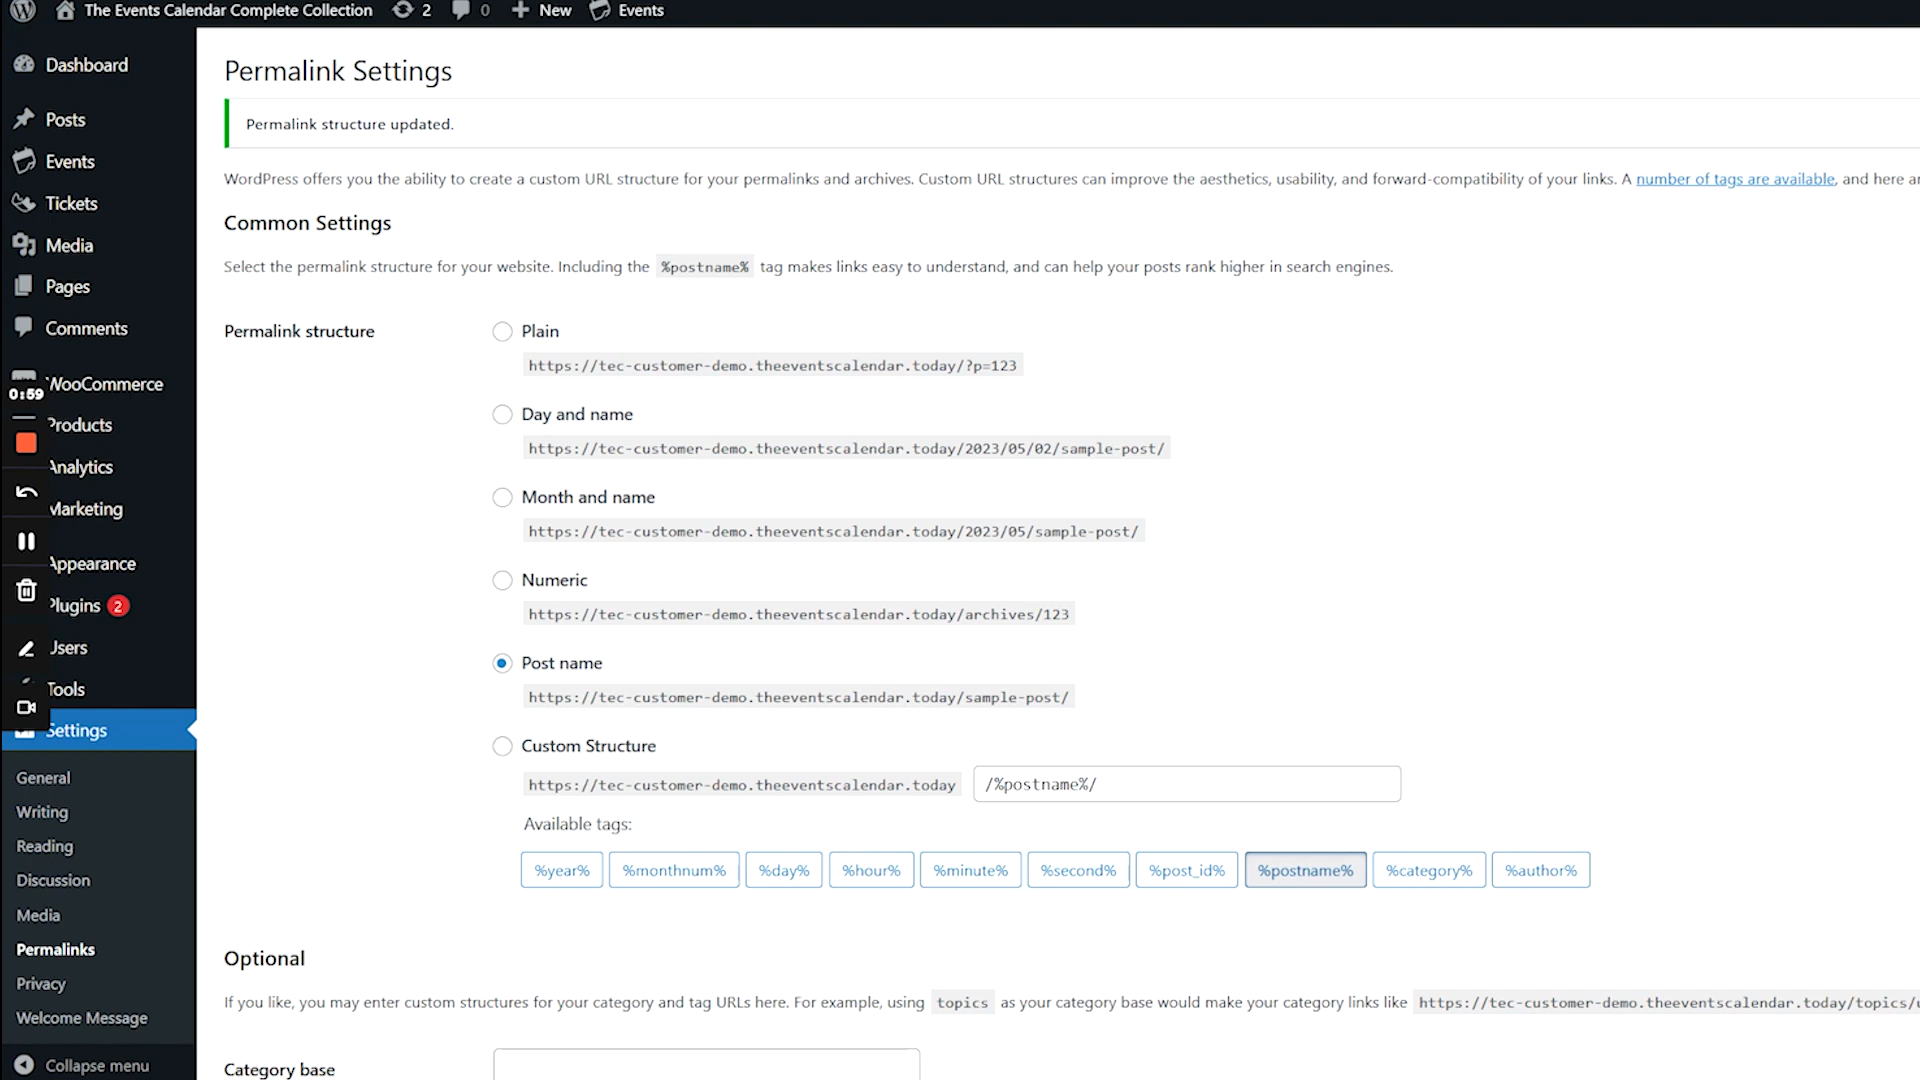 The Events Calendar Complete Collection 2 0 New Events
Dashboard
Posts
Events
Tickets
Media
Pages
Comments
WooCommerce
0:59
Products
Analytics
Marketing
Appearance
Plugins 2
Users
Tools
Settings
General
Writing
Reading
Discussion
Media
Permalinks
Privacy
Welcome Message
Collapse menu
Permalink Settings
Permalink structure updated.
WordPress offers you the ability to create a custom URL structure for your permalinks and archives. Custom URL structures can improve the aesthetics, usability, and forward-compatibility of your links. A number of tags are available, and here
Common Settings
Select the permalink structure for your website. Including the %postname% tag makes links easy to understand, and can help your posts rank higher in search engines.
Permalink structure
Plain
https://tec-customer-demo.theeventscalendar.today/?p=123
Day and name
https://tec-customer-demo.theeventscalendar.today/2023/05/02/sample-post/
Month and name
https://tec-customer-demo.theeventscalendar.today/2023/05/sample-post/
Numeric
https://tec-customer-demo.theeventscalendar.today/archives/123
Post name
https://tec-customer-demo.theeventscalendar.today/sample-post/
Custom Structure
https://tec-customer-demo.theeventscalendar.today /%postname%/
Available tags:
%year% %monthnum% %day% %hour% %minute% %second% %post_id% %postname% %category% %author%
Optional
If you like, you may enter custom structures for your category and tag URLs here. For example, using topics as your category base would make your category links like https://tec-customer-demo.theeventscalendar.today/topics/
Category base